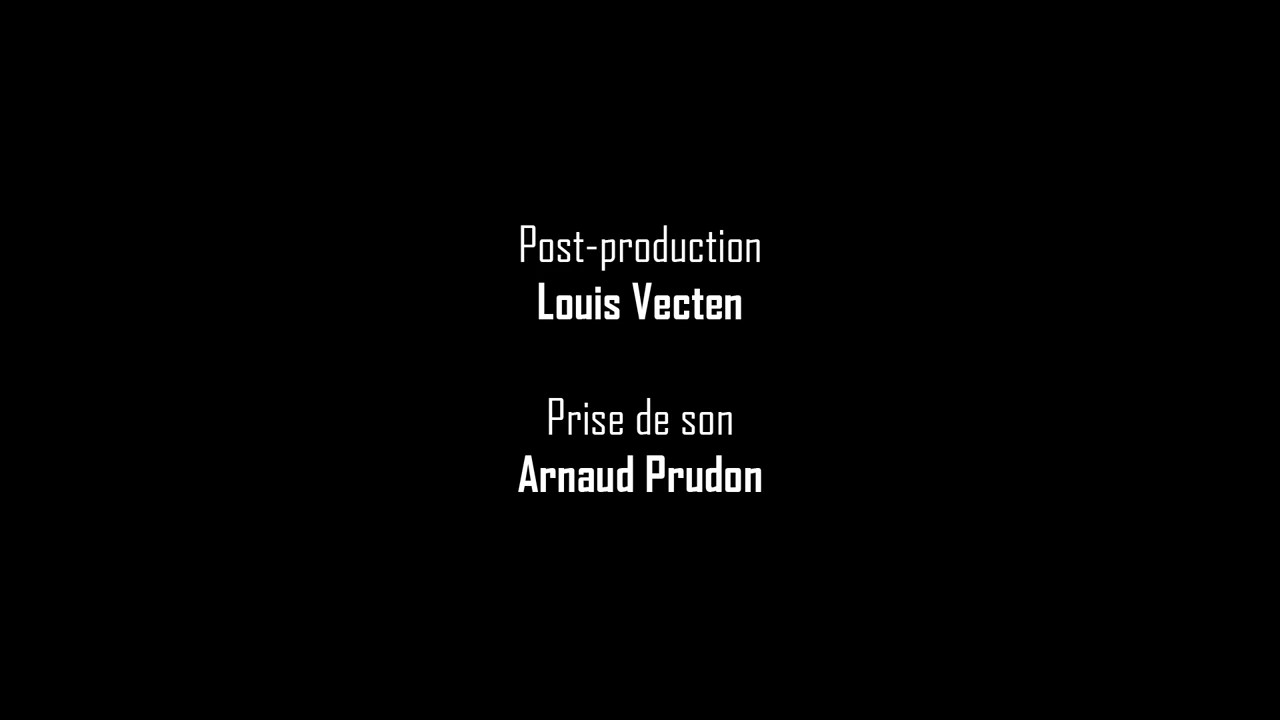 Post-production
Louis Vecten
Prise de son
Arnaud Prudon